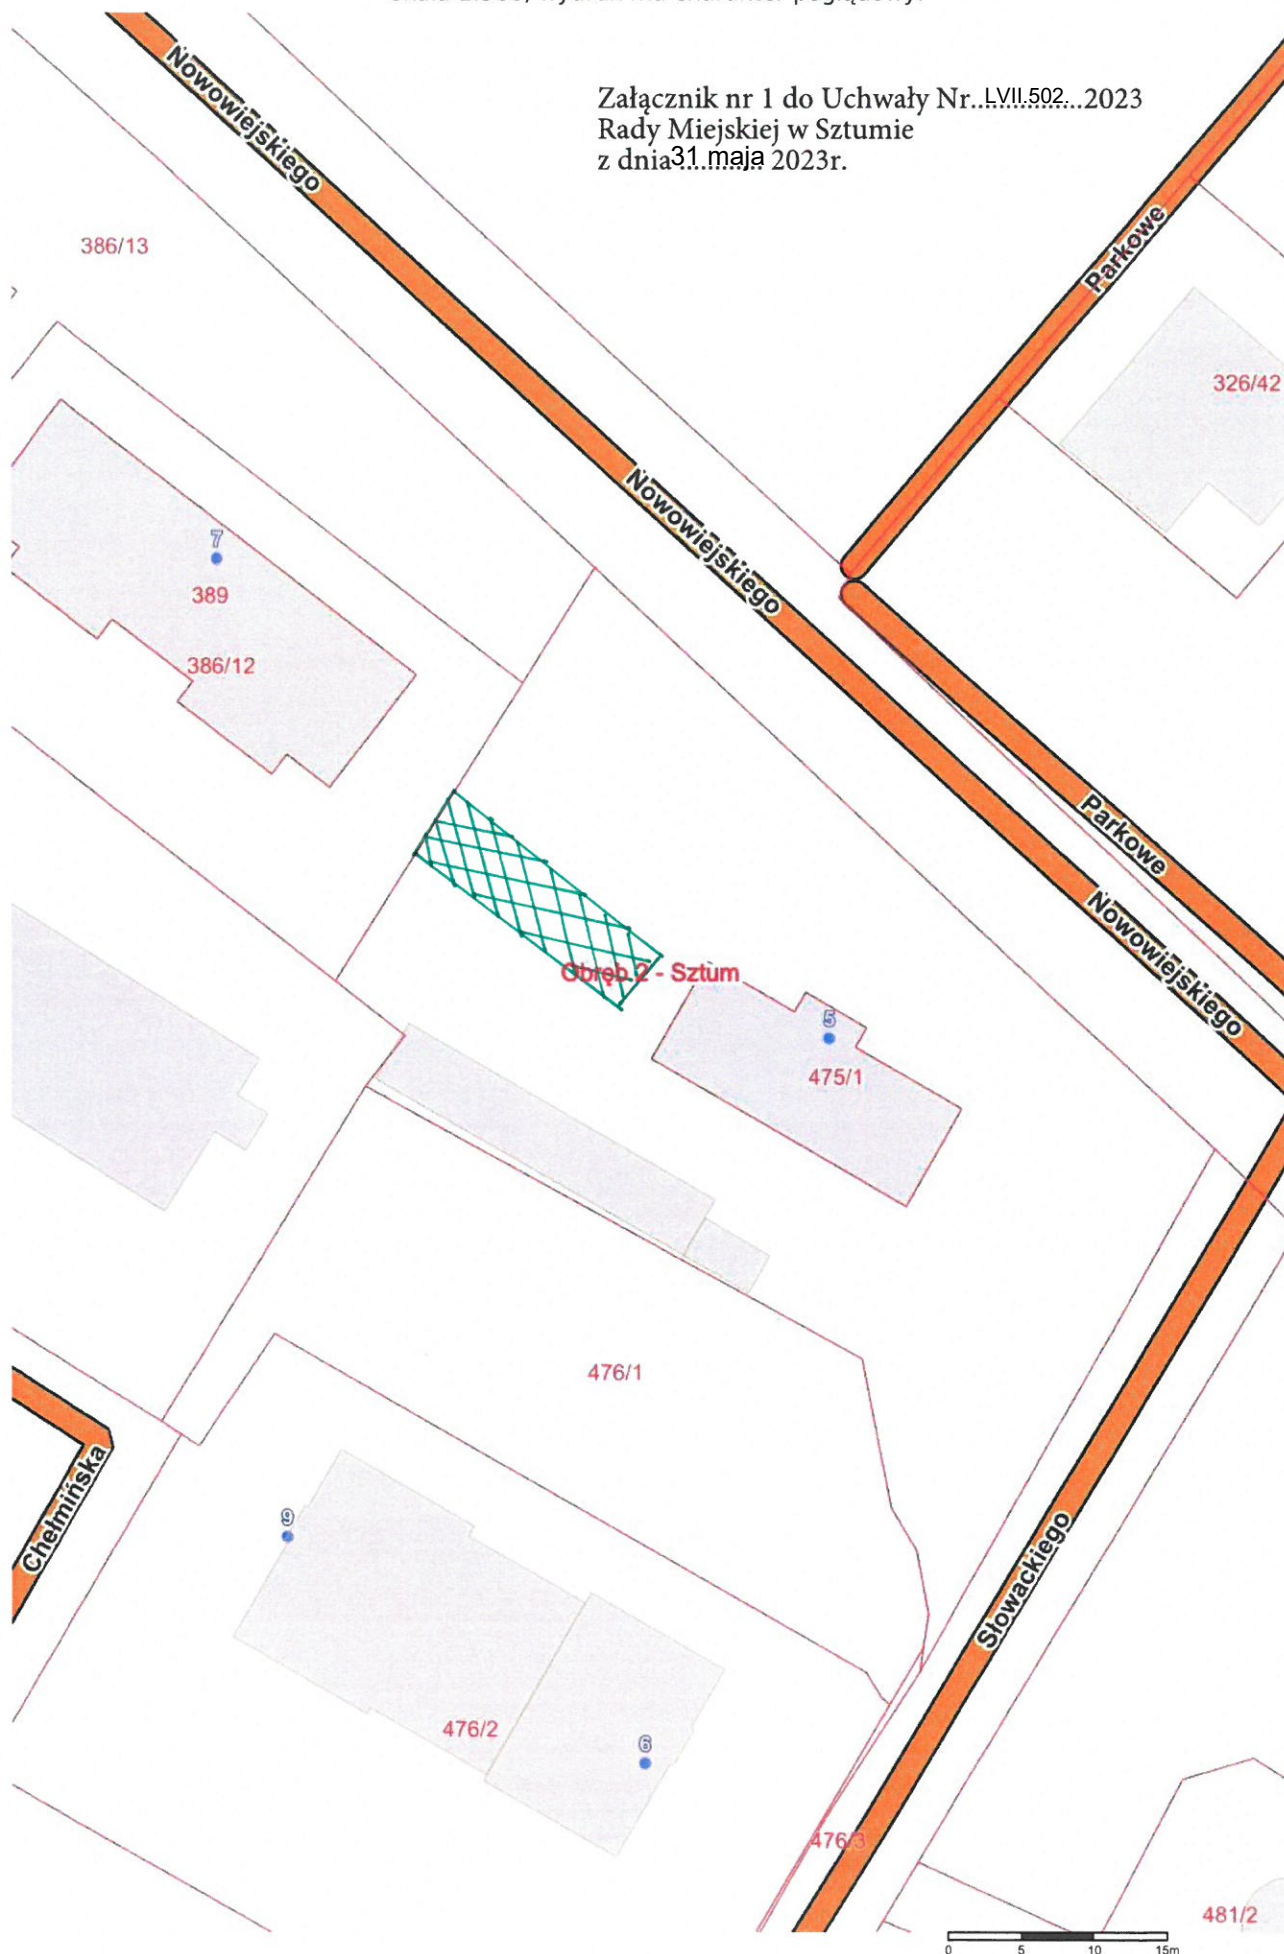 Załącznik nr 1 do Uchwały Nr..LVII.502...2023
Rady Miejskiej w Sztumie
z dnia 31 maja 2023r.
Nowowiejskiego
Parkowe
386/13
326/42
Nowowiejskiego
7
389
386/12
Parkowe
Nowowiejskiego
Obręb 2 - Sztum
5
475/1
476/1
Chełmińska
9
Słowackiego
476/2
6
476/3
481/2
0 5 10 15m